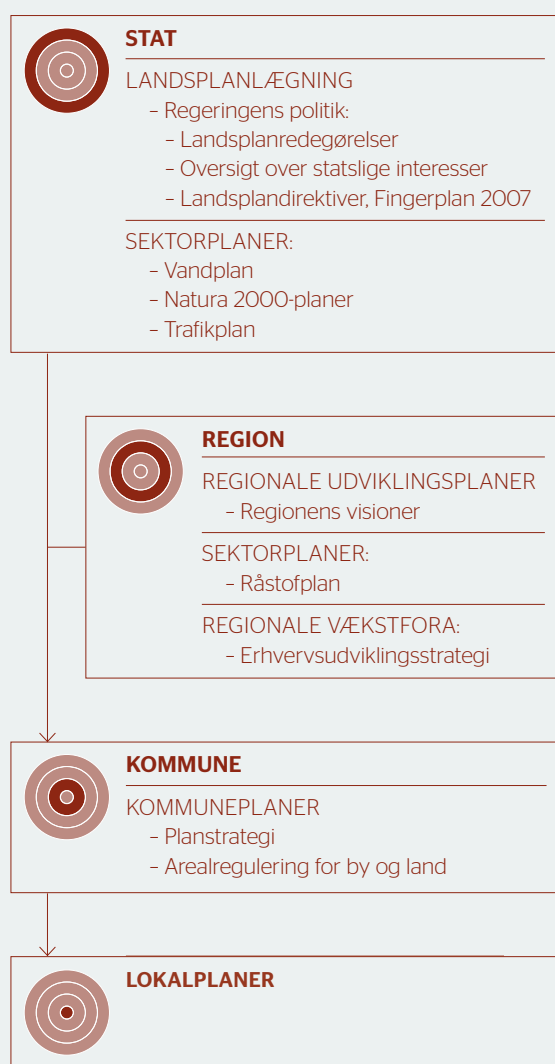 STAT
LANDSPLANLÆGNING
– Regeringens politik:
– Landsplanredegørelser
– Oversigt over statslige interesser
– Landsplandirektiver, Fingerplan 2007
SEKTORPLANER:
– Vandplan
– Natura 2000-planer
– Trafikplan
REGION
REGIONALE UDVIKLINGSPLANER
– Regionens visioner
SEKTORPLANER:
– Råstofplan
REGIONALE VÆKSTFORA:
– Erhvervsudviklingsstrategi
KOMMUNE
KOMMUNEPLANER
– Planstrategi
– Arealregulering for by og land
LOKALPLANER